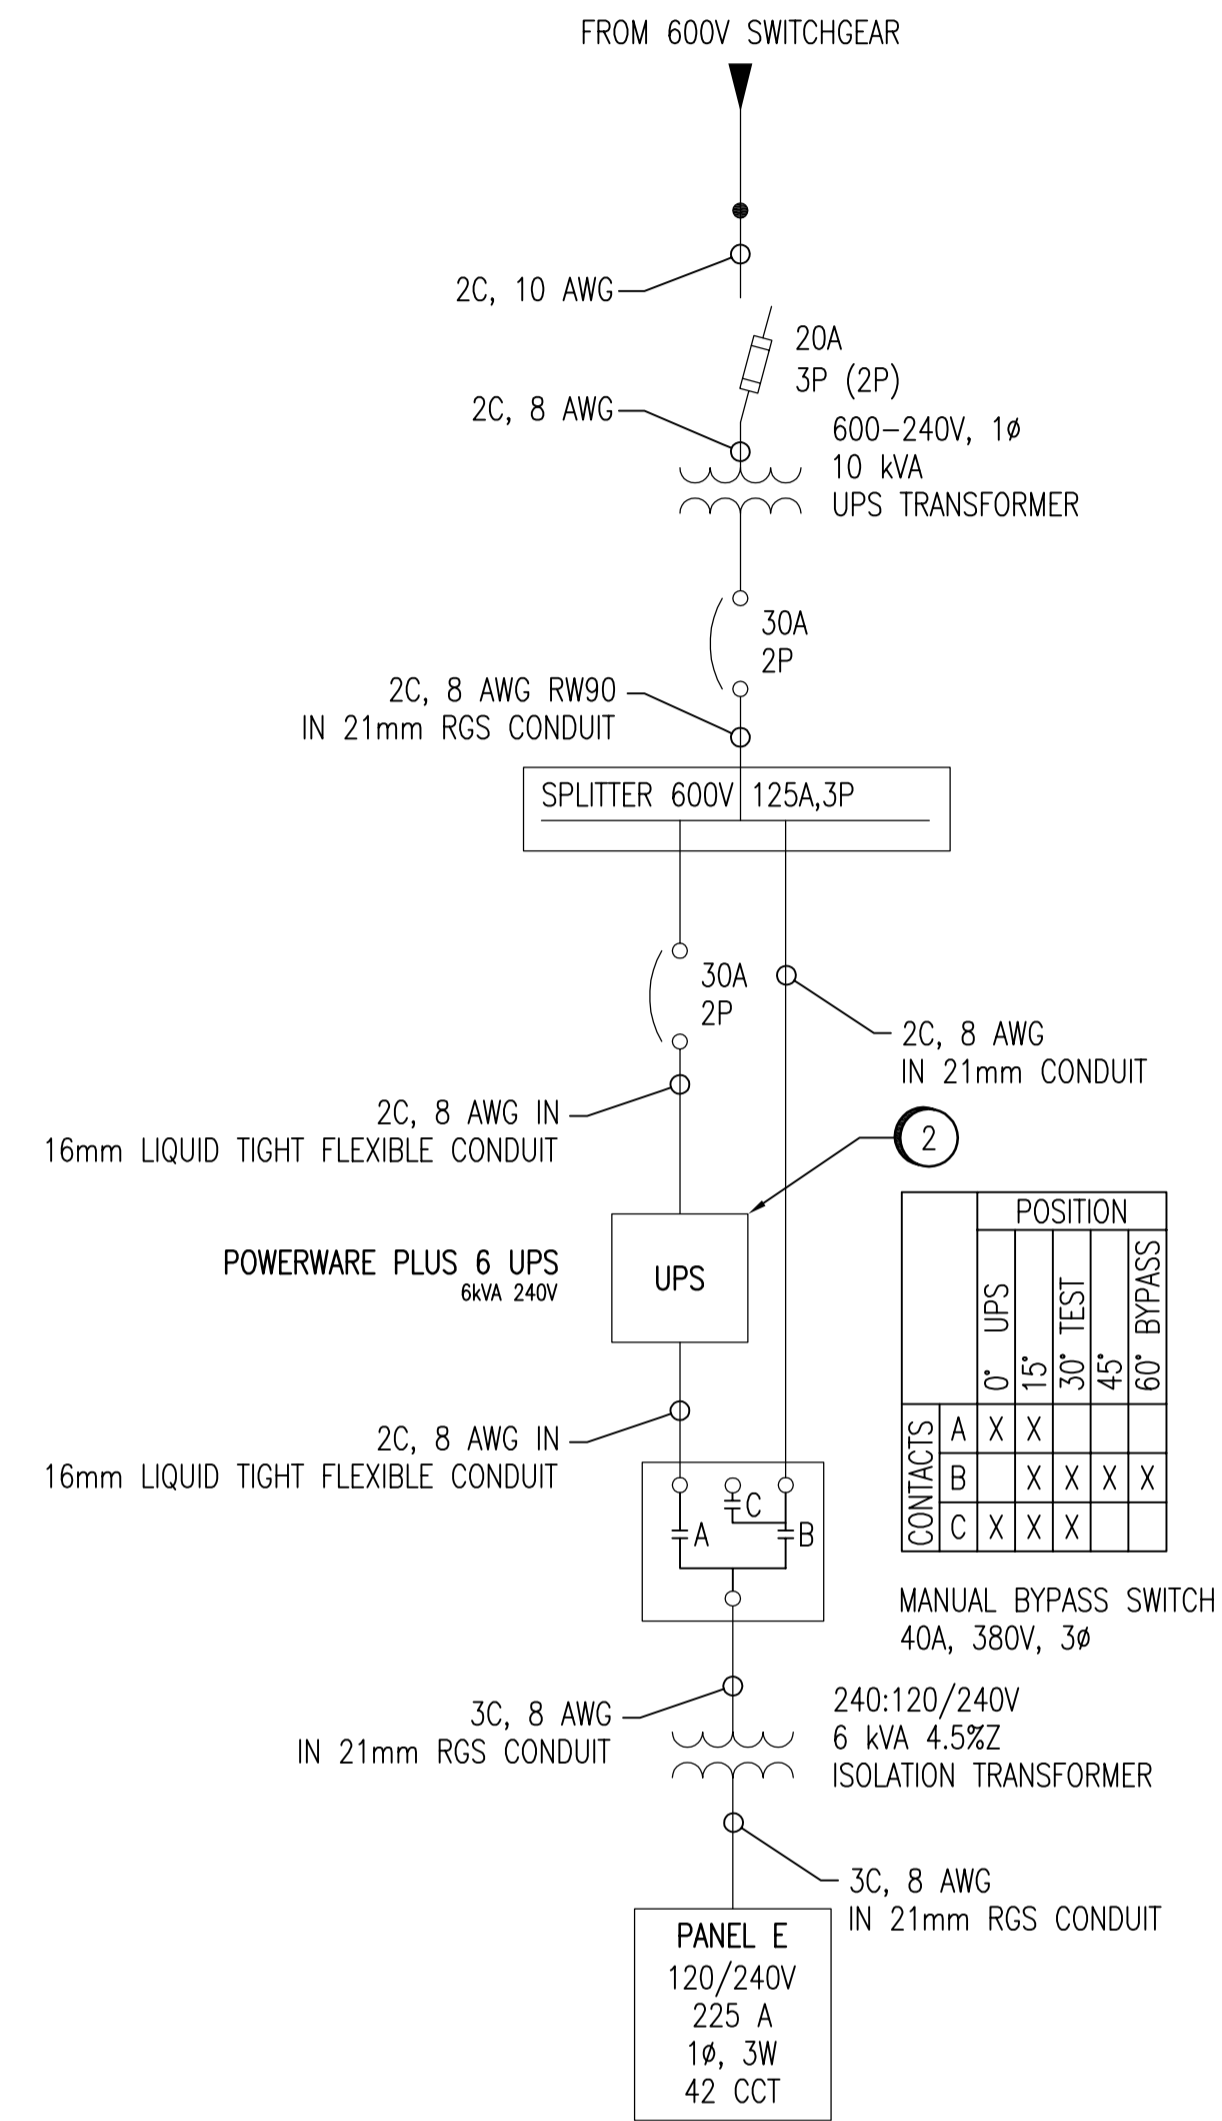 FROM 600V SWITCHGEAR
2C, 10 AWG
20A
3P (2P)
2C, 8 AWG
600-240V, 1ø
10 kVA
UPS TRANSFORMER
30A
2P
2C, 8 AWG RW90
IN 21mm RGS CONDUIT
SPLITTER 600V 125A,3P
30A
2P
2C, 8 AWG
IN 21mm CONDUIT
2C, 8 AWG IN
16mm LIQUID TIGHT FLEXIBLE CONDUIT
2
POWERWARE PLUS 6 UPS
6kVA 240V
UPS
POSITION
0° UPS
15°
30° TEST
45°
60° BYPASS
CONTACTS
A X X
B X X X X
C X X X
2C, 8 AWG IN
16mm LIQUID TIGHT FLEXIBLE CONDUIT
C
A
B
MANUAL BYPASS SWITCH
40A, 380V, 3ø
3C, 8 AWG
IN 21mm RGS CONDUIT
240:120/240V
6 kVA 4.5%Z
ISOLATION TRANSFORMER
3C, 8 AWG
IN 21mm RGS CONDUIT
PANEL E
120/240V
225 A
1ø, 3W
42 CCT